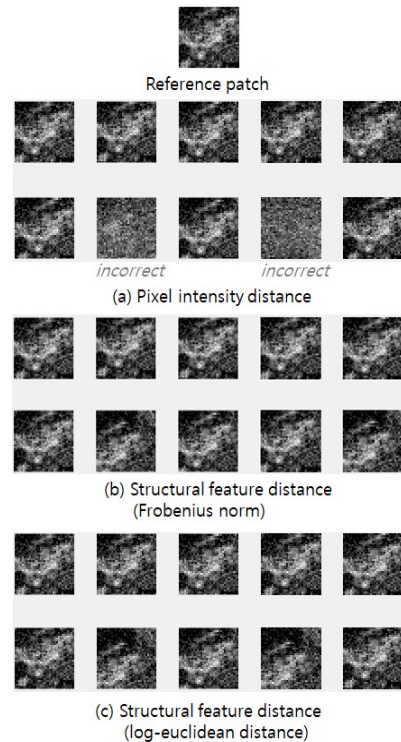 Reference patch
incorrect
incorrect
(a) Pixel intensity distance
(b) Structural feature distance
(Frobenius norm)
(c) Structural feature distance
(log-euclidean distance)